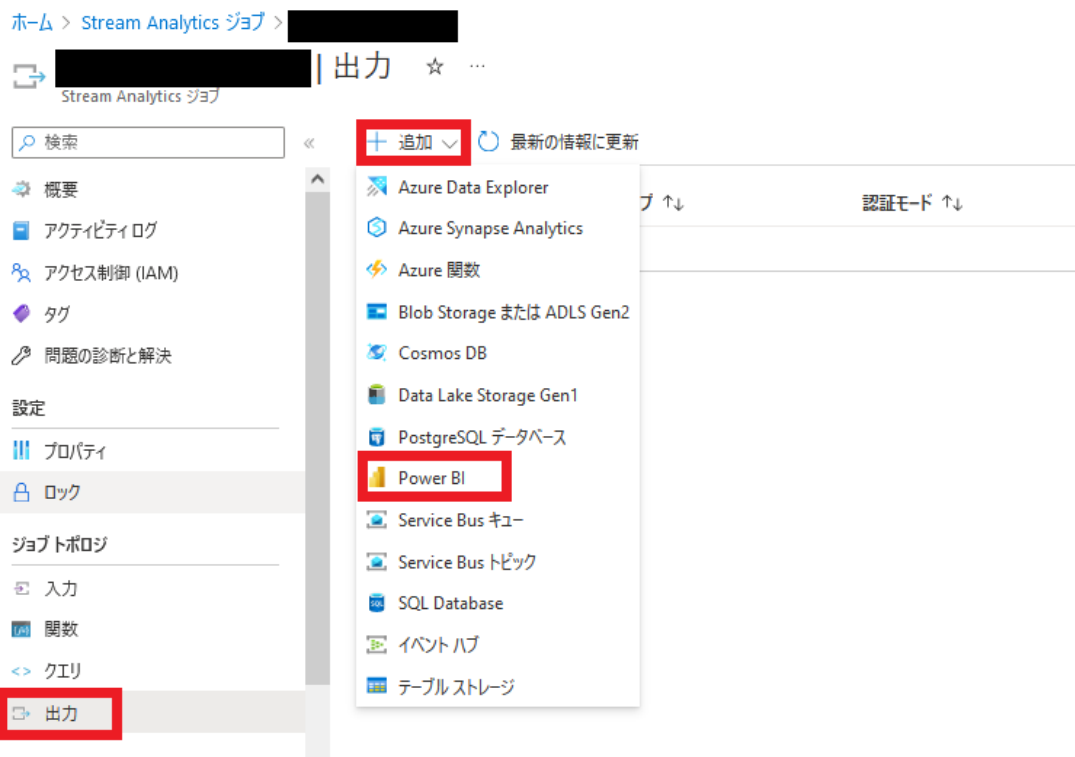 ホーム > Stream Analytics ジョブ >
| 出力 ☆ …
Stream Analytics ジョブ
検索
«
概要
アクティビティ ログ
アクセス制御 (IAM)
タグ
問題の診断と解決
設定
プロパティ
ロック
ジョブ トポロジ
入力
関数
クエリ
出力
＋ 追加
最新の情報に更新
Azure Data Explorer
Azure Synapse Analytics
Azure 関数
Blob Storage または ADLS Gen2
Cosmos DB
Data Lake Storage Gen1
PostgreSQL データベース
Power BI
Service Bus キュー
Service Bus トピック
SQL Database
イベント ハブ
テーブル ストレージ
プ ↑↓
認証モード ↑↓